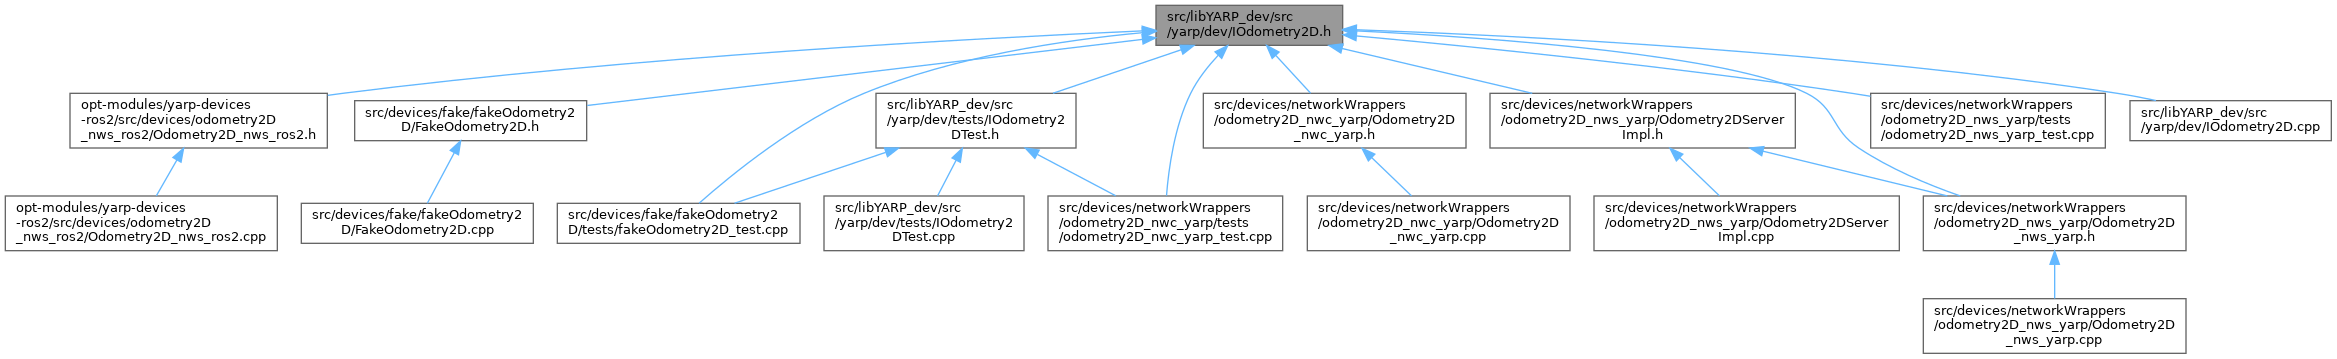 src/libYARP_dev/src
/yarp/dev/IOdometry2D.h
opt-modules/yarp-devices
-ros2/src/devices/odometry2D
_nws_ros2/Odometry2D_nws_ros2.h
src/devices/fake/fakeOdometry2
D/FakeOdometry2D.h
src/libYARP_dev/src
/yarp/dev/tests/IOdometry2
DTest.h
src/devices/networkWrappers
/odometry2D_nwc_yarp/Odometry2D
_nwc_yarp.h
src/devices/networkWrappers
/odometry2D_nws_yarp/Odometry2DServer
Impl.h
src/devices/networkWrappers
/odometry2D_nws_yarp/tests
/odometry2D_nws_yarp_test.cpp
src/libYARP_dev/src
/yarp/dev/IOdometry2D.cpp
opt-modules/yarp-devices
-ros2/src/devices/odometry2D
_nws_ros2/Odometry2D_nws_ros2.cpp
src/devices/fake/fakeOdometry2
D/FakeOdometry2D.cpp
src/devices/fake/fakeOdometry2
D/tests/fakeOdometry2D_test.cpp
src/libYARP_dev/src
/yarp/dev/tests/IOdometry2
DTest.cpp
src/devices/networkWrappers
/odometry2D_nwc_yarp/tests
/odometry2D_nwc_yarp_test.cpp
src/devices/networkWrappers
/odometry2D_nwc_yarp/Odometry2D
_nwc_yarp.cpp
src/devices/networkWrappers
/odometry2D_nws_yarp/Odometry2DServer
Impl.cpp
src/devices/networkWrappers
/odometry2D_nws_yarp/Odometry2D
_nws_yarp.h
src/devices/networkWrappers
/odometry2D_nws_yarp/Odometry2D
_nws_yarp.cpp